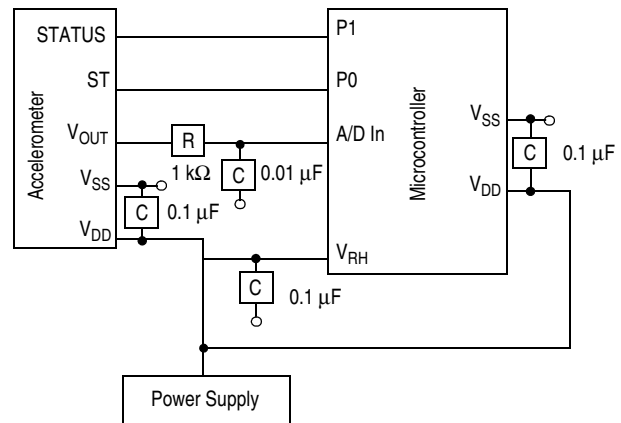 STATUS
ST
V_OUT
V_SS
V_DD
Accelerometer
R
1 kΩ
C
0.01 μF
C
0.1 μF
C
0.1 μF
P1
P0
A/D In
V_RH
Microcontroller
V_SS
V_DD
C
0.1 μF
Power Supply